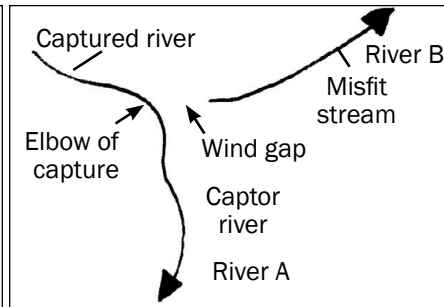 Captured river
River B
Misfit
stream
Elbow of
capture
Wind gap
Captor
river
River A